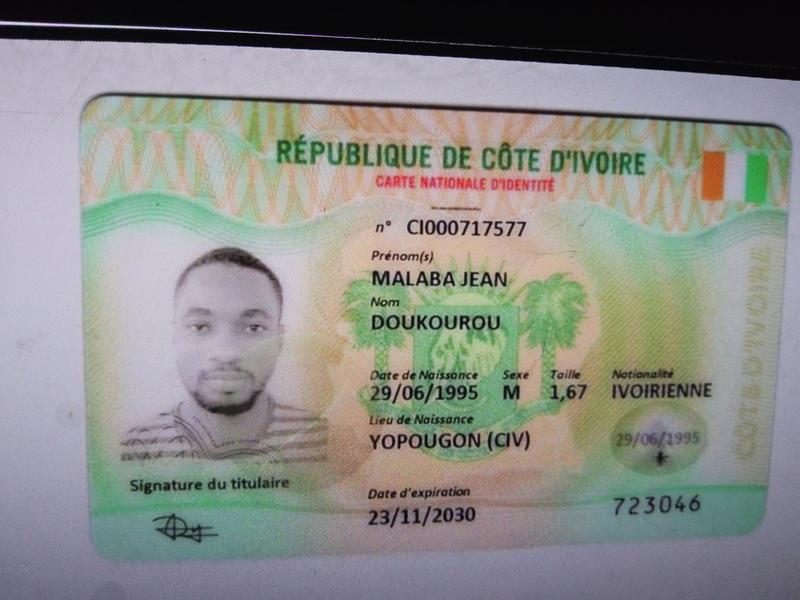 RÉPUBLIQUE DE CÔTE D'IVOIRE
CARTE NATIONALE D'IDENTITÉ
n° CI000717577
Prénom(s)
MALABA JEAN
Nom
DOUKOUROU
Date de Naissance Sexe Taille Nationalité
29/06/1995 M 1,67 IVOIRIENNE
Lieu de Naissance
YOPOUGON (CIV)
29/06/1995
Signature du titulaire
Date d'expiration
23/11/2030
723046
CÔTE D'IVOIRE